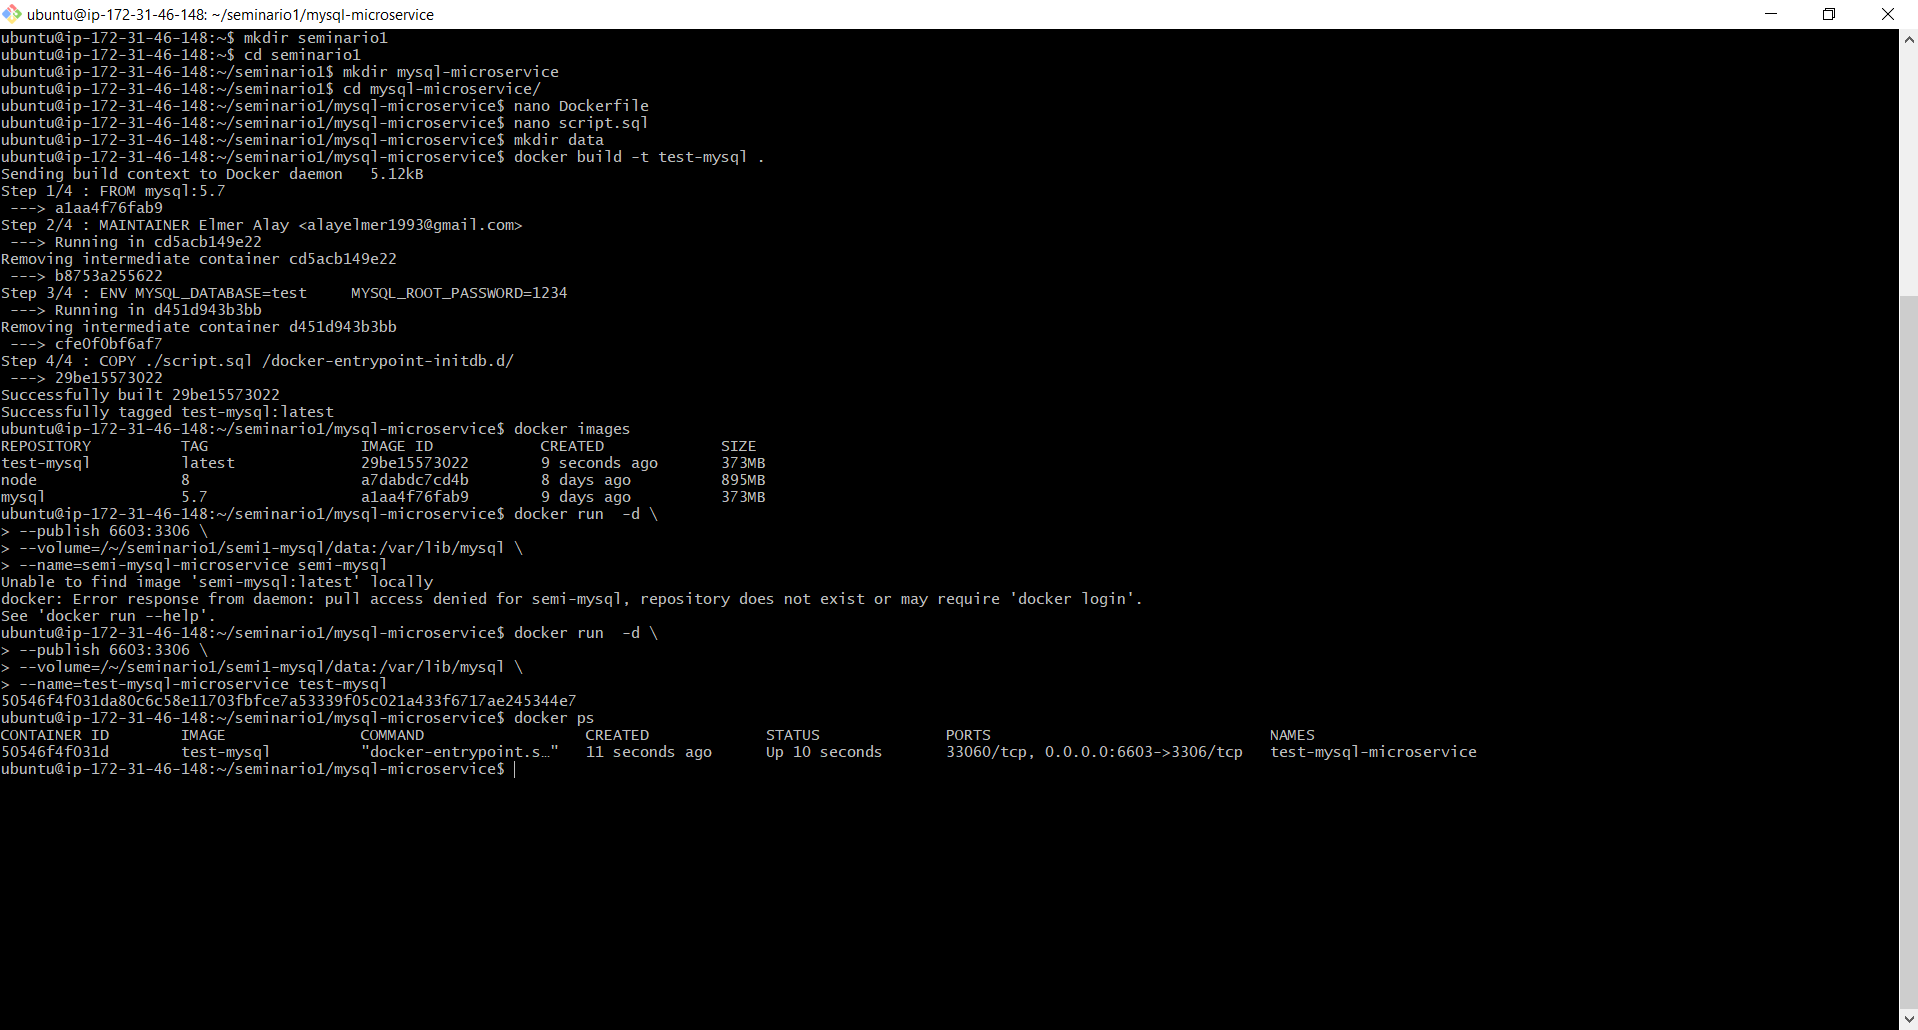 ubuntu@ip-172-31-46-148: ~/seminario1/mysql-microservice
ubuntu@ip-172-31-46-148:~$ mkdir seminario1
ubuntu@ip-172-31-46-148:~$ cd seminario1
ubuntu@ip-172-31-46-148:~/seminario1$ mkdir mysql-microservice
ubuntu@ip-172-31-46-148:~/seminario1$ cd mysql-microservice/
ubuntu@ip-172-31-46-148:~/seminario1/mysql-microservice$ nano Dockerfile
ubuntu@ip-172-31-46-148:~/seminario1/mysql-microservice$ nano script.sql
ubuntu@ip-172-31-46-148:~/seminario1/mysql-microservice$ mkdir data
ubuntu@ip-172-31-46-148:~/seminario1/mysql-microservice$ docker build -t test-mysql .
Sending build context to Docker daemon   5.12kB
Step 1/4 : FROM mysql:5.7
 ---> a1aa4f76fab9
Step 2/4 : MAINTAINER Elmer Alay <alayelmer1993@gmail.com>
 ---> Running in cd5acb149e22
Removing intermediate container cd5acb149e22
 ---> b8753a255622
Step 3/4 : ENV MYSQL_DATABASE=test     MYSQL_ROOT_PASSWORD=1234
 ---> Running in d451d943b3bb
Removing intermediate container d451d943b3bb
 ---> cfe0f0bf6af7
Step 4/4 : COPY ./script.sql /docker-entrypoint-initdb.d/
 ---> 29be15573022
Successfully built 29be15573022
Successfully tagged test-mysql:latest
ubuntu@ip-172-31-46-148:~/seminario1/mysql-microservice$ docker images
REPOSITORY          TAG                 IMAGE ID            CREATED             SIZE
test-mysql          latest              29be15573022        9 seconds ago       373MB
node                8                   a7dabdc7cd4b        8 days ago          895MB
mysql               5.7                 a1aa4f76fab9        9 days ago          373MB
ubuntu@ip-172-31-46-148:~/seminario1/mysql-microservice$ docker run  -d \
> --publish 6603:3306 \
> --volume=/~/seminario1/semi1-mysql/data:/var/lib/mysql \
> --name=semi-mysql-microservice semi-mysql
Unable to find image 'semi-mysql:latest' locally
docker: Error response from daemon: pull access denied for semi-mysql, repository does not exist or may require 'docker login'.
See 'docker run --help'.
ubuntu@ip-172-31-46-148:~/seminario1/mysql-microservice$ docker run  -d \
> --publish 6603:3306 \
> --volume=/~/seminario1/semi1-mysql/data:/var/lib/mysql \
> --name=test-mysql-microservice test-mysql
50546f4f031da80c6c58e11703fbfce7a53339f05c021a433f6717ae245344e7
ubuntu@ip-172-31-46-148:~/seminario1/mysql-microservice$ docker ps
CONTAINER ID        IMAGE               COMMAND                  CREATED             STATUS              PORTS                               NAMES
50546f4f031d        test-mysql          "docker-entrypoint.s…"   11 seconds ago      Up 10 seconds       33060/tcp, 0.0.0.0:6603->3306/tcp   test-mysql-microservice
ubuntu@ip-172-31-46-148:~/seminario1/mysql-microservice$